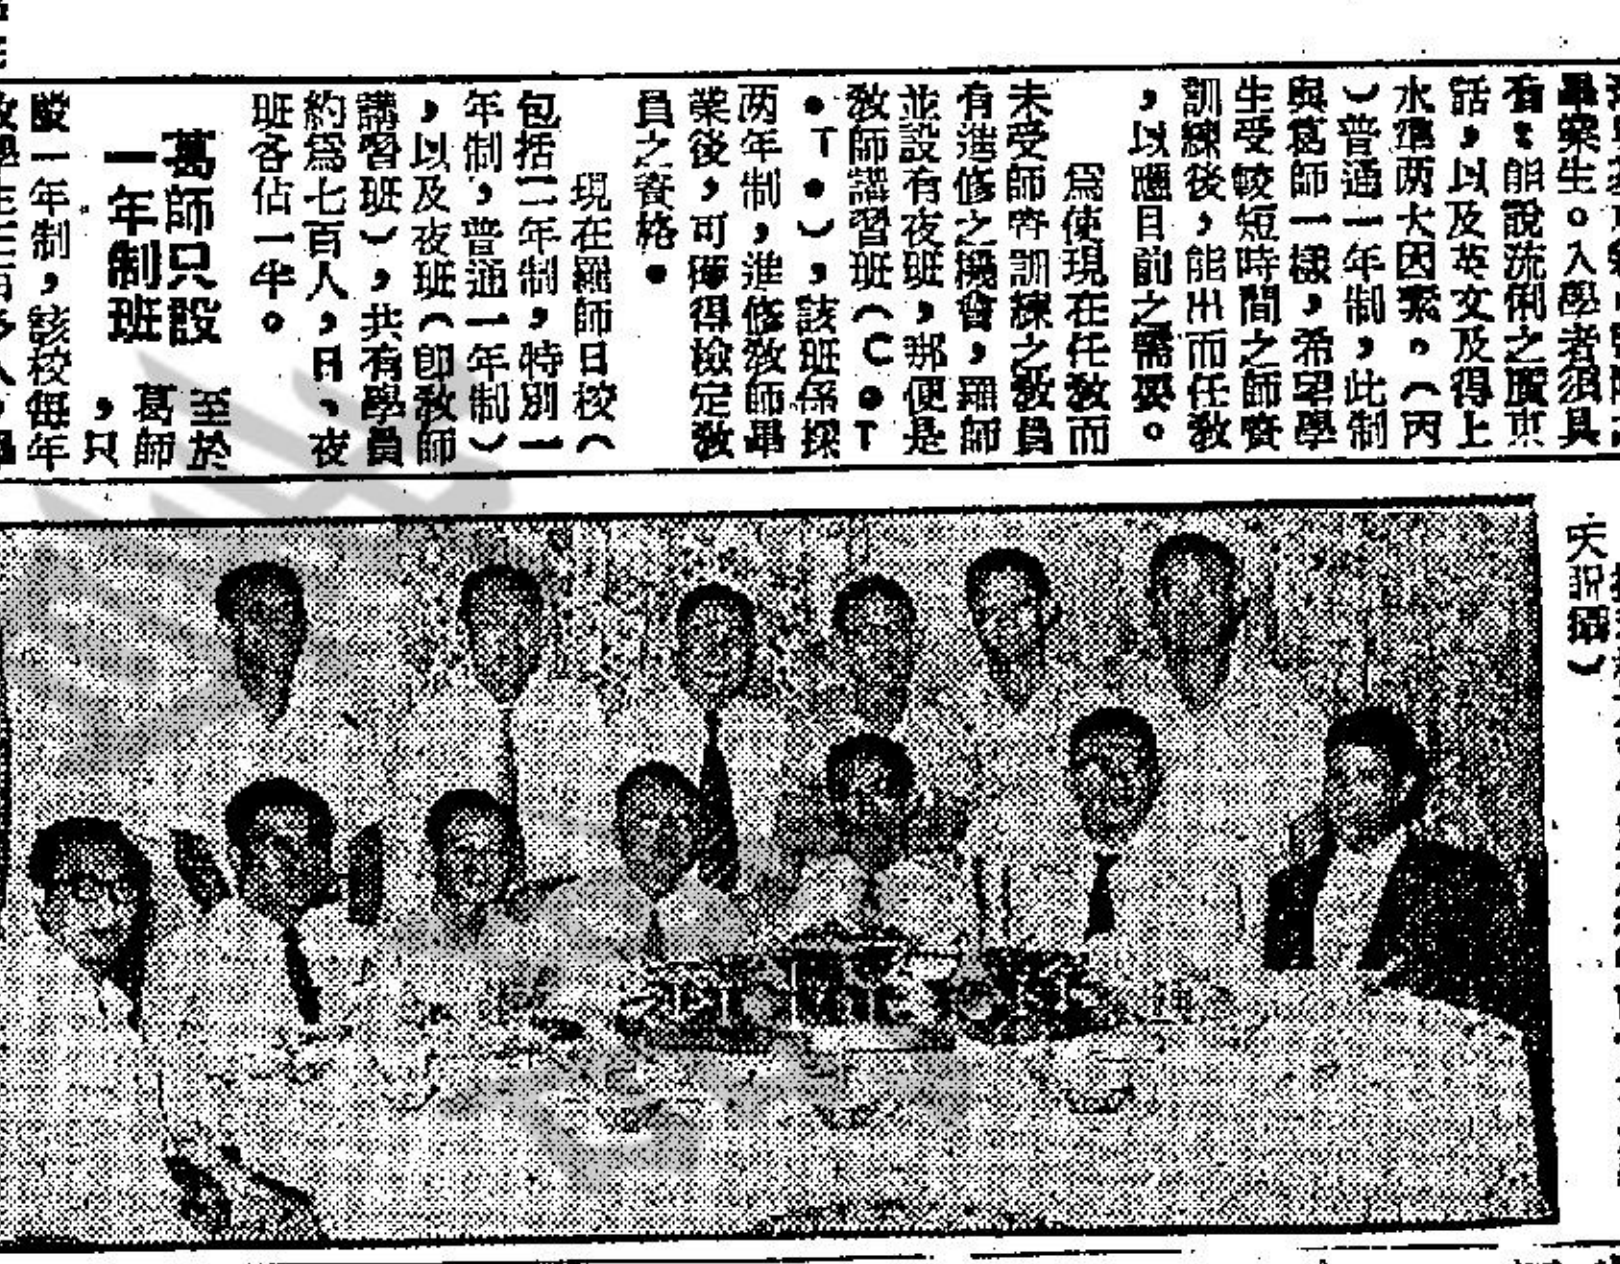 畢業生。入學者須具
有：能說流俐之廣東
話，以及英文及得上
水準两大因素。（丙
）普通一年制，此制
與葛師一樣，希望學
生受較短時間之師資
訓練後，能出而任教
，以應目前之需要。
為使現在任教而
未受師資訓練之教員
有進修之機會，羅師
並設有夜班，那便是
教師講習班（C●T
●T●），該班係採
两年制，進修教師畢
業後，可獲得檢定教
員之資格●
現在羅師日校（
包括二年制，特別一
年制，普通一年制）
，以及夜班（即教師
講習班），共有學員
約為七百人，日、夜
班各佔一半。
葛師只設
一年制班
至於
葛師
，只
設一年制，該校每年
攝）